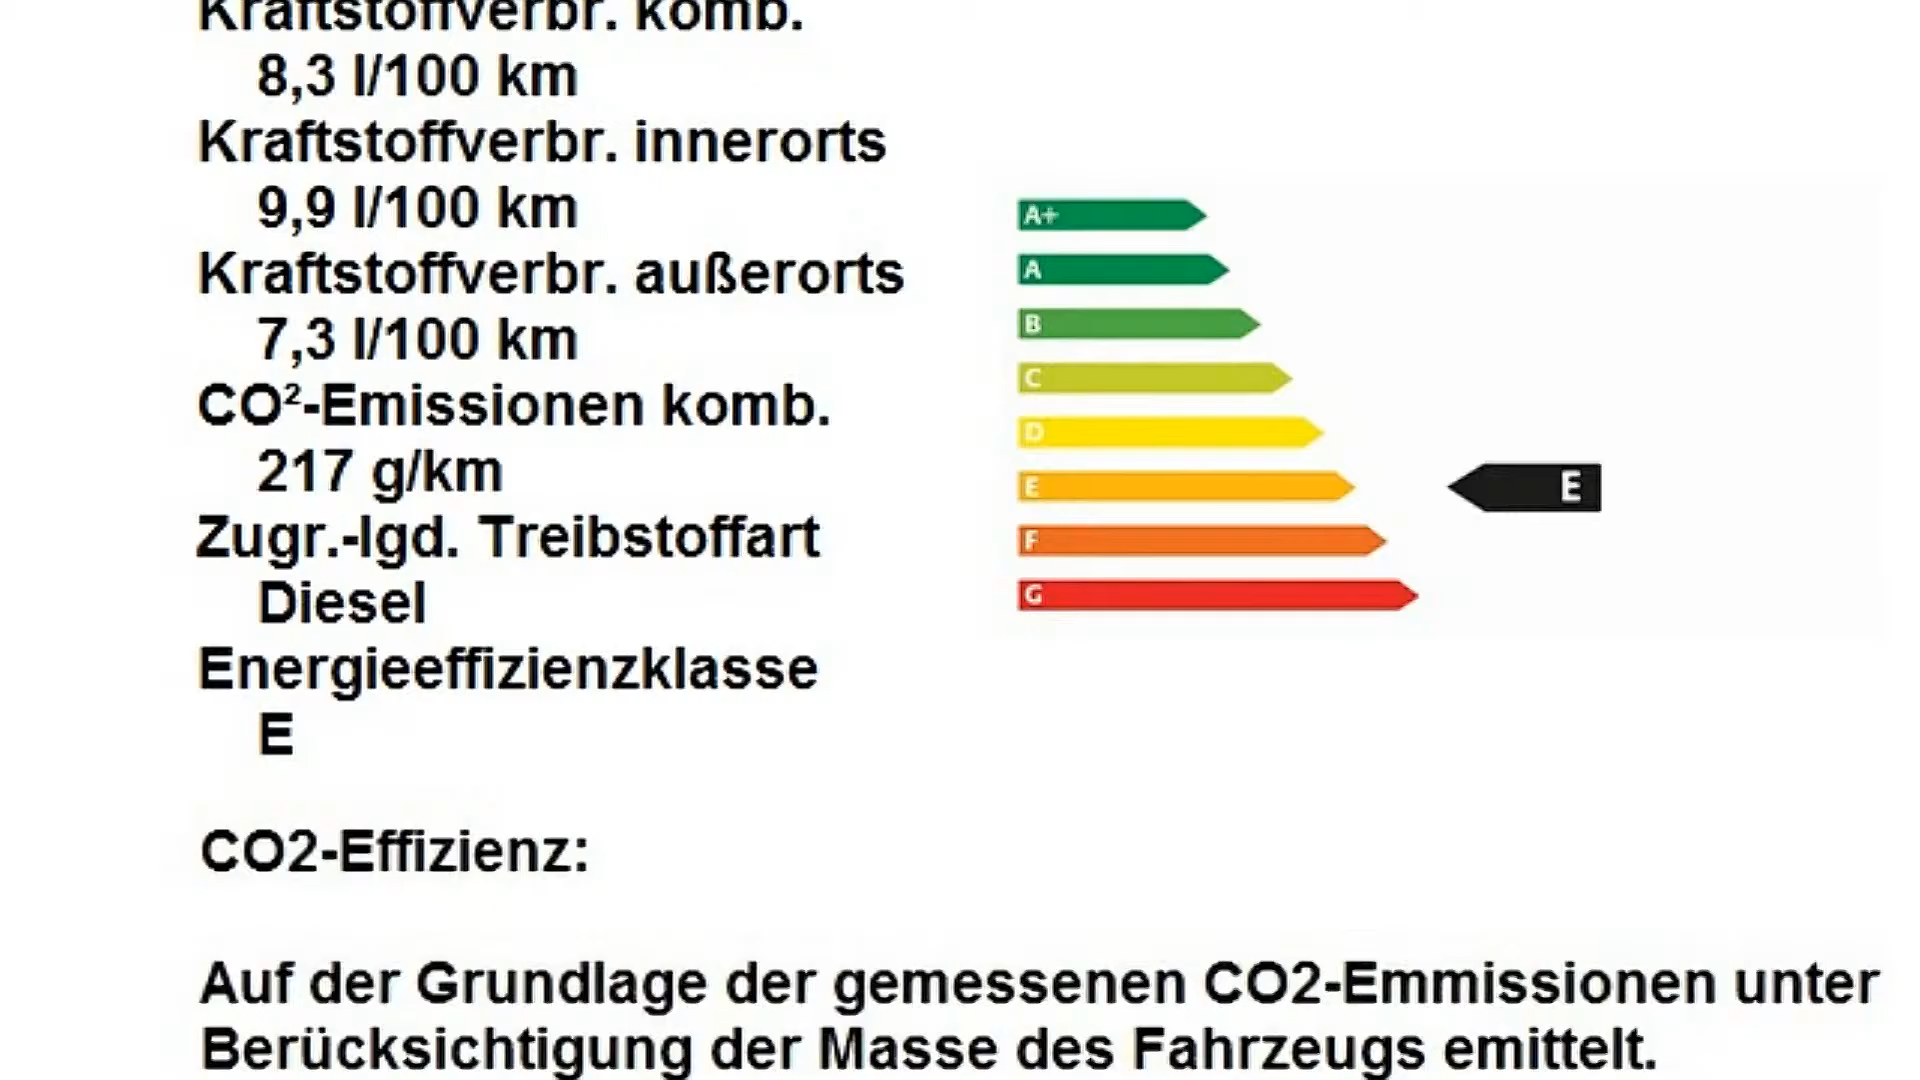 Kraftstoffverbr. komb.
8,3 l/100 km
Kraftstoffverbr. innerorts
9,9 l/100 km
Kraftstoffverbr. außerorts
7,3 l/100 km
CO²-Emissionen komb.
217 g/km
Zugr.-lgd. Treibstoffart
Diesel
Energieeffizienzklasse
E
A+
A
B
C
D
E
F
G
E
CO2-Effizienz:
Auf der Grundlage der gemessenen CO2-Emmissionen unter
Berücksichtigung der Masse des Fahrzeugs emittelt.